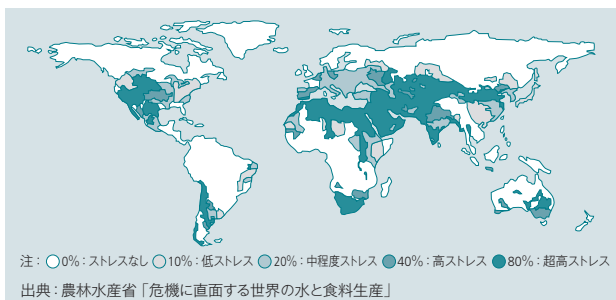 注：○0%：ストレスなし ○10%：低ストレス ○20%：中程度ストレス ●40%：高ストレス ●80%：超高ストレス
出典：農林水産省「危機に直面する世界の水と食料生産」